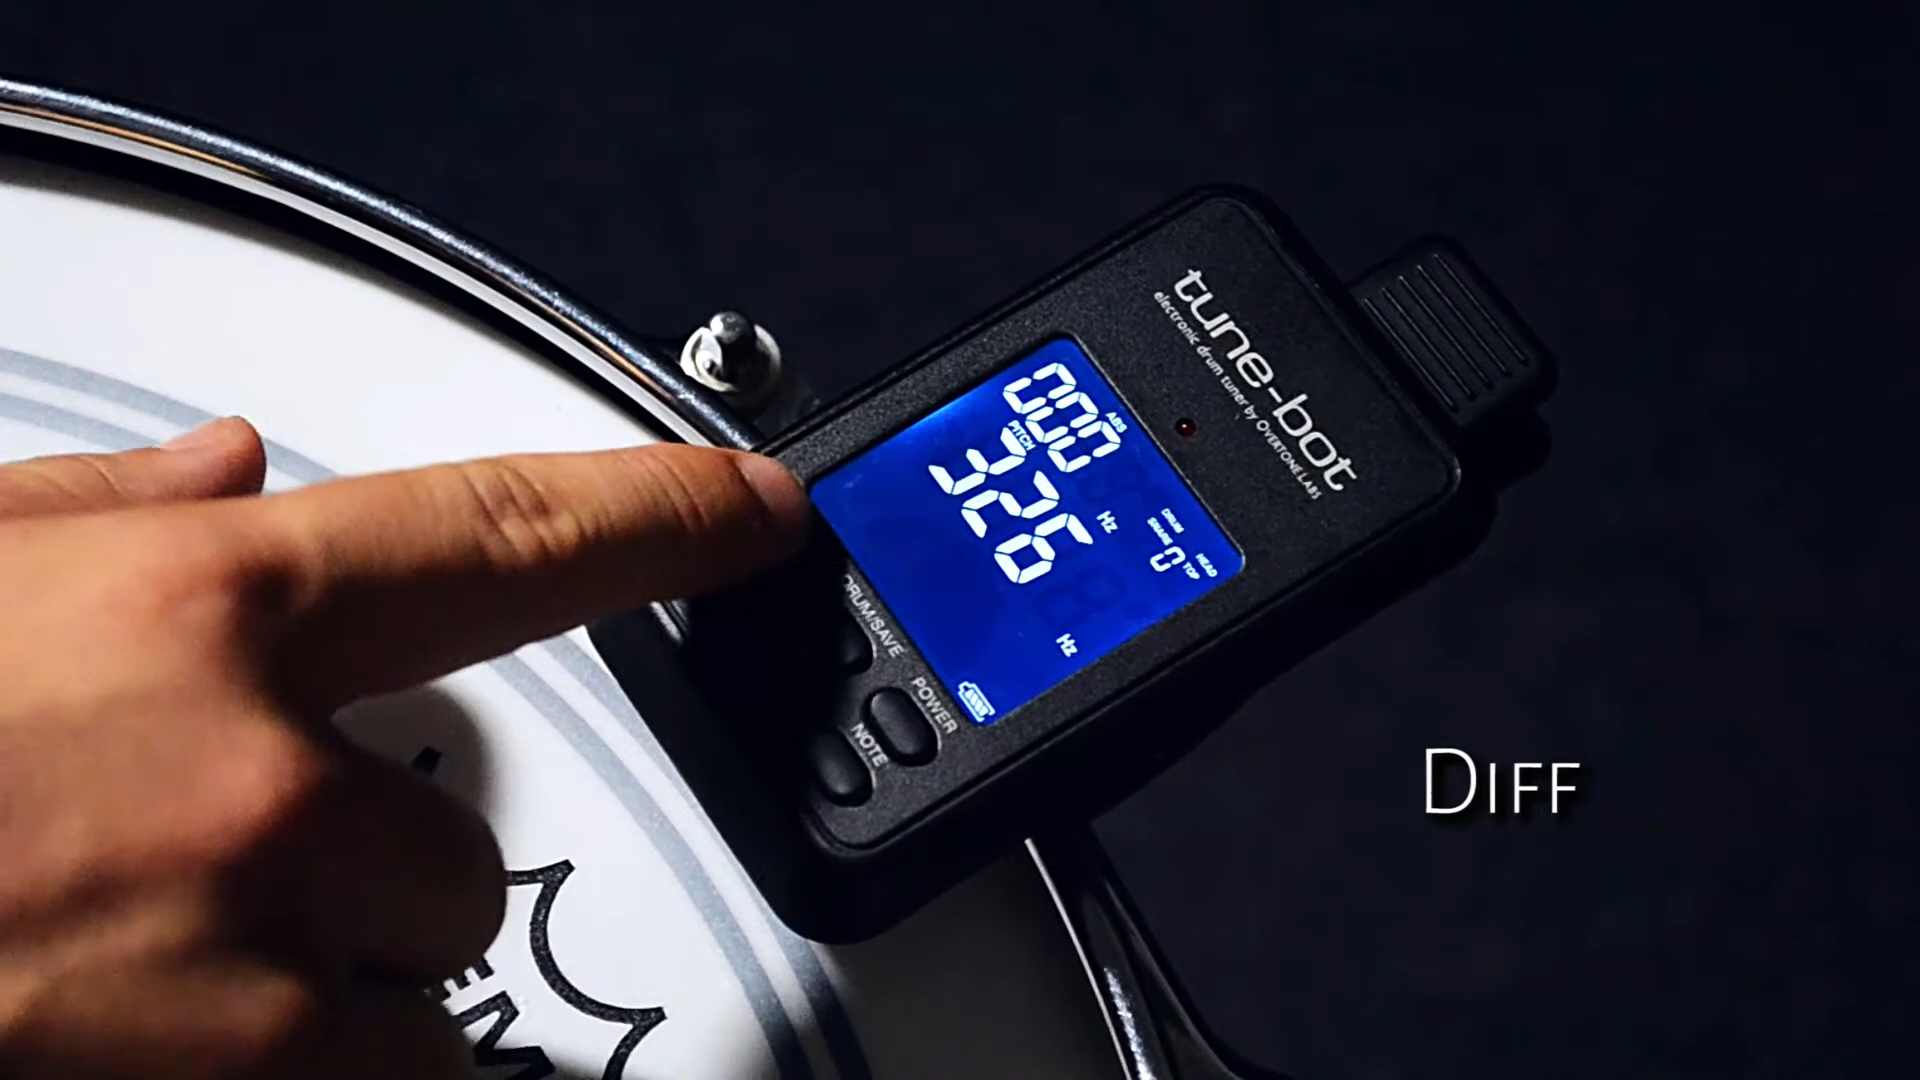 tune-bot
electronic drum tuner by OVERTONE LABS
ABS
000
Hz
PITCH
326
Hz
DRUM
SNARE
0
HEAD
TOP
DRUM/SAVE
POWER
NOTE
DIFF